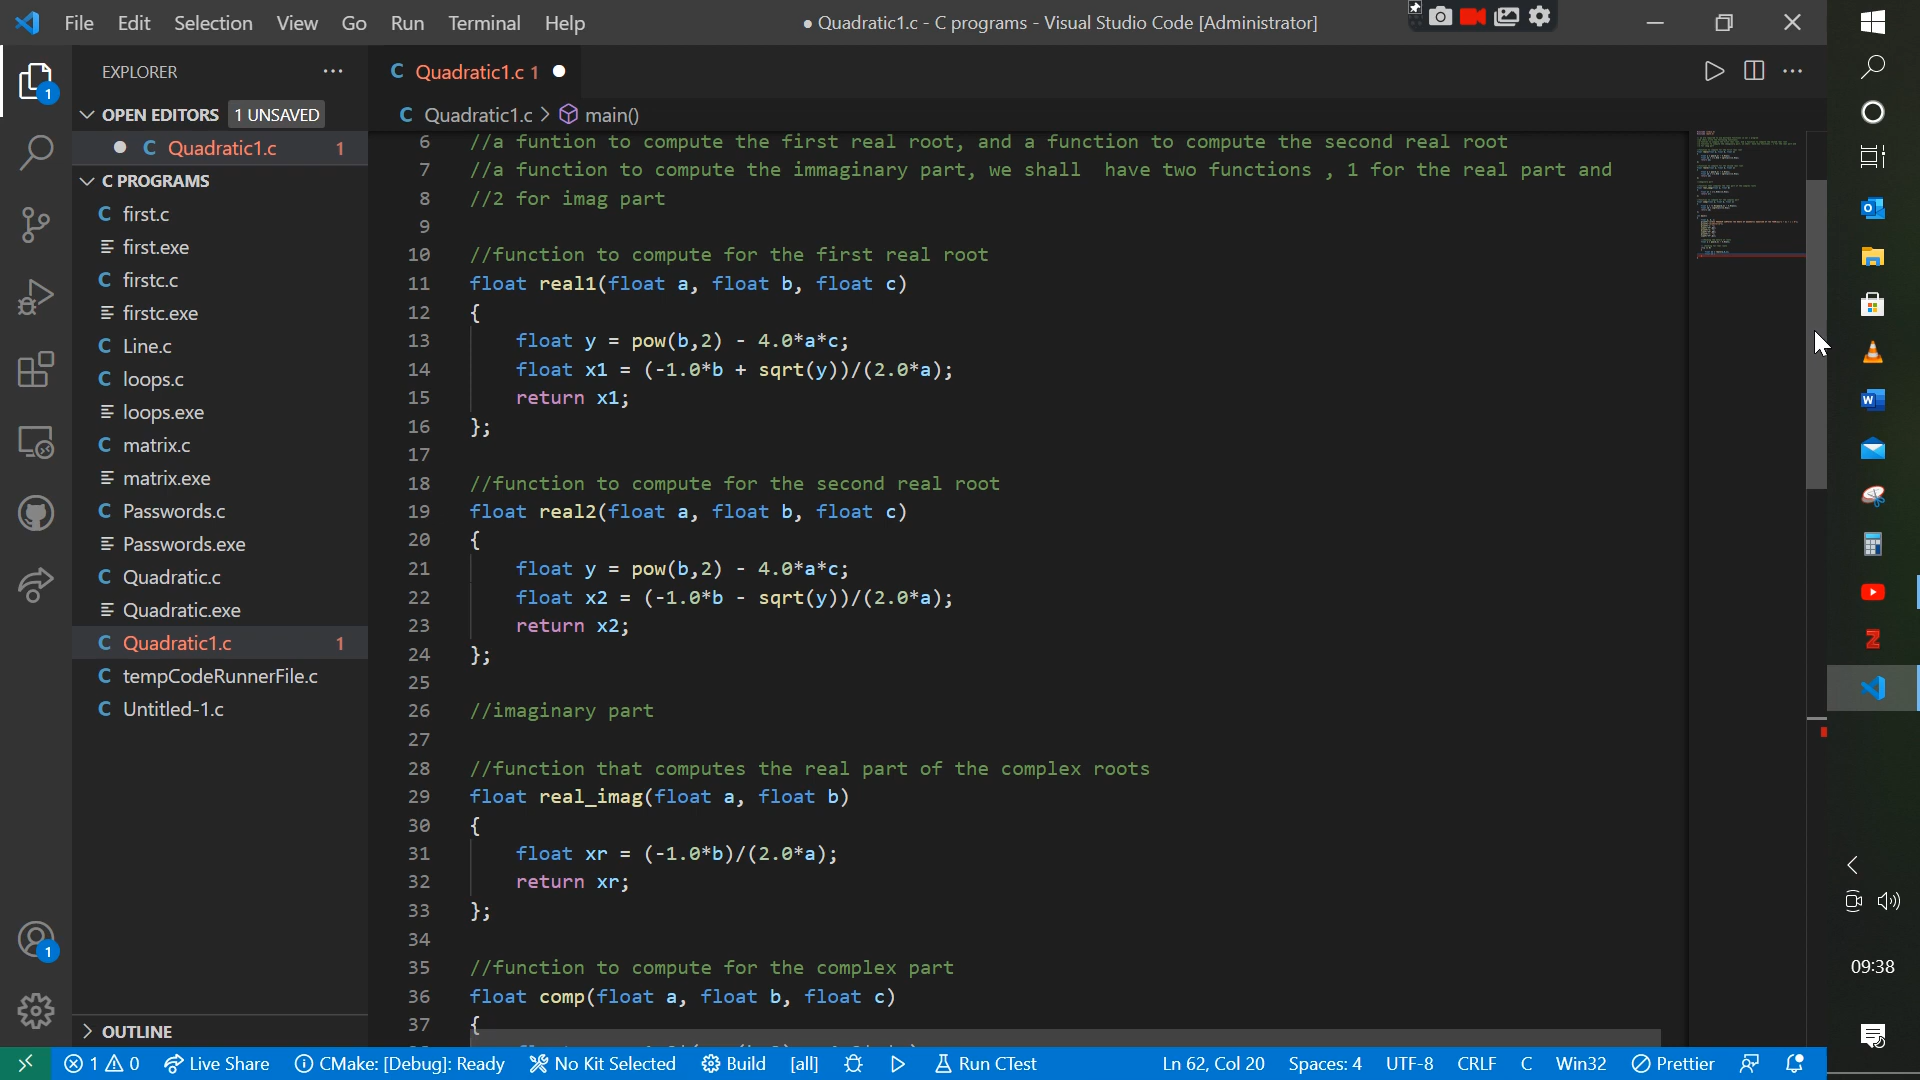 File Edit Selection View Go Run Terminal Help
● Quadratic1.c - C programs - Visual Studio Code [Administrator]
EXPLORER
Quadratic1.c 1
OPEN EDITORS 1 UNSAVED
Quadratic1.c > main()
● C Quadratic1.c 1
C PROGRAMS
C first.c
first.exe
C firstc.c
firstc.exe
C Line.c
C loops.c
loops.exe
C matrix.c
matrix.exe
C Passwords.c
Passwords.exe
C Quadratic.c
Quadratic.exe
C Quadratic1.c 1
C tempCodeRunnerFile.c
C Untitled-1.c
OUTLINE
6 //a funtion to compute the first real root, and a function to compute the second real root
7 //a function to compute the immaginary part, we shall  have two functions , 1 for the real part and
8 //2 for imag part
9
10 //function to compute for the first real root
11 float real1(float a, float b, float c)
12 {
13 float y = pow(b,2) - 4.0*a*c;
14 float x1 = (-1.0*b + sqrt(y))/(2.0*a);
15 return x1;
16 };
17
18 //function to compute for the second real root
19 float real2(float a, float b, float c)
20 {
21 float y = pow(b,2) - 4.0*a*c;
22 float x2 = (-1.0*b - sqrt(y))/(2.0*a);
23 return x2;
24 };
25
26 //imaginary part
27
28 //function that computes the real part of the complex roots
29 float real_imag(float a, float b)
30 {
31 float xr = (-1.0*b)/(2.0*a);
32 return xr;
33 };
34
35 //function to compute for the complex part
36 float comp(float a, float b, float c)
37 {
09:38
1 0 Live Share CMake: [Debug]: Ready No Kit Selected Build [all] Run CTest Ln 62, Col 20 Spaces: 4 UTF-8 CRLF C Win32 Prettier